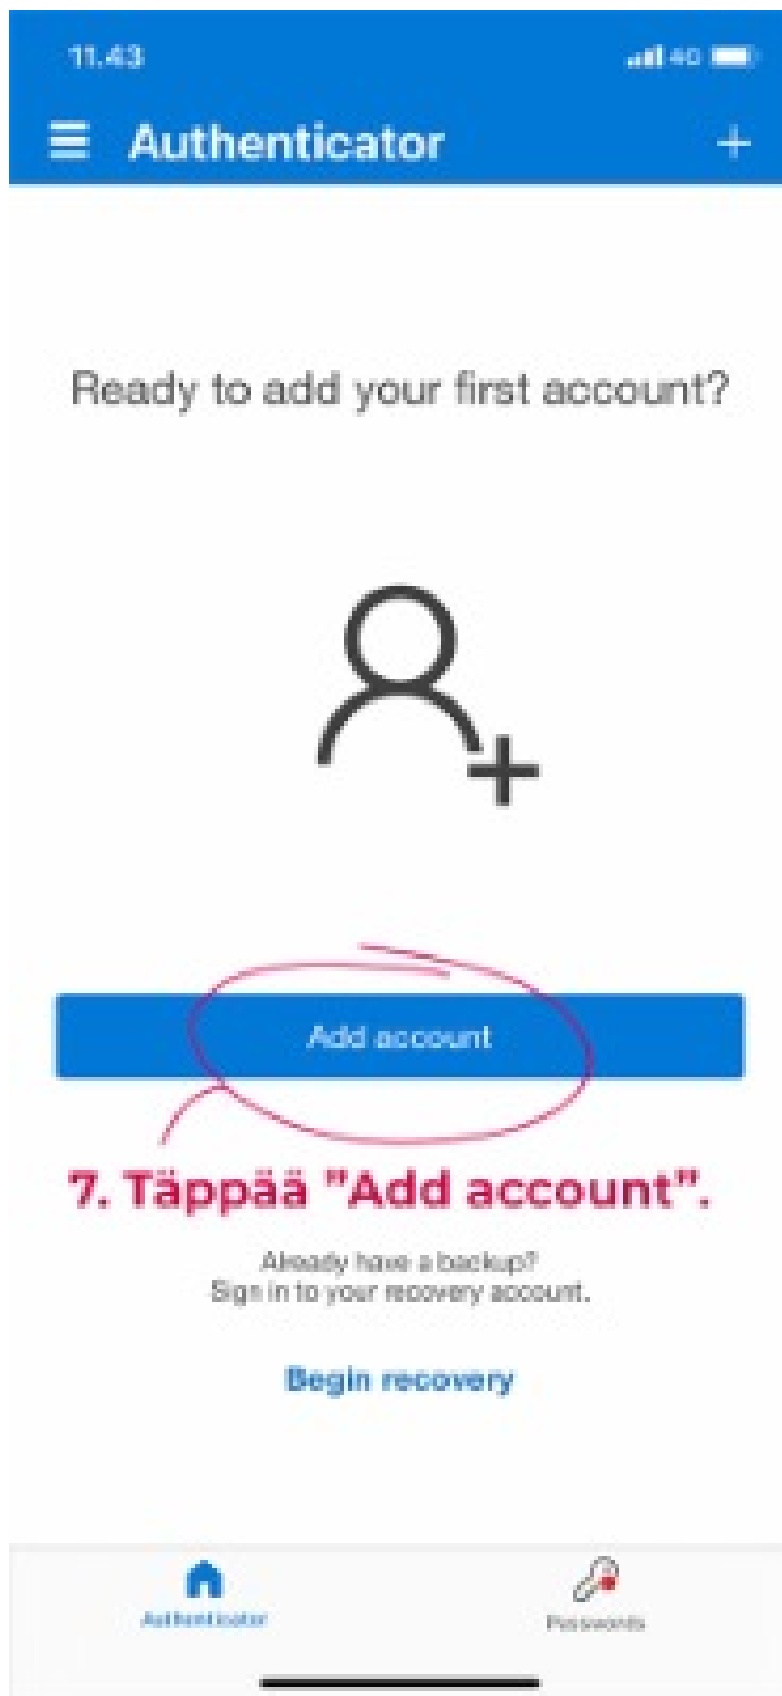 11.43
4G
Authenticator
Ready to add your first account?
Add account
7. Täppää "Add account".
Already have a backup?
Sign in to your recovery account.
Begin recovery
Authenticator
Passwords